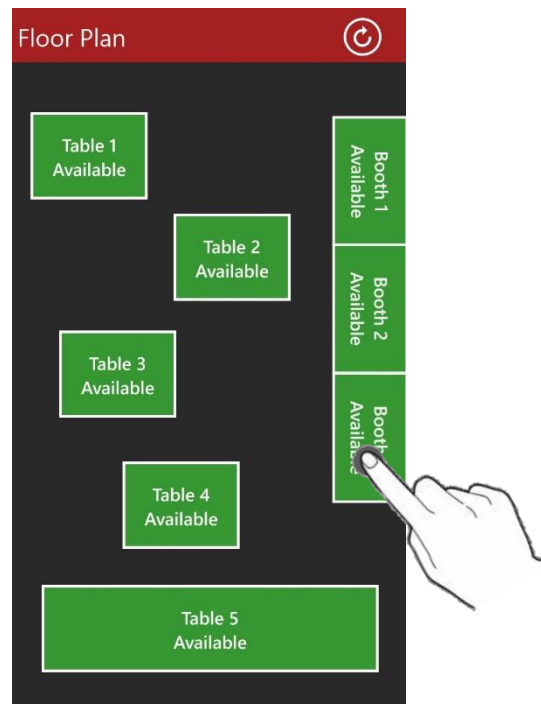 Floor Plan
Table 1
Available
Booth 1
Available
Table 2
Available
Booth 2
Available
Table 3
Available
Booth
Table 4
Available
Table 5
Available